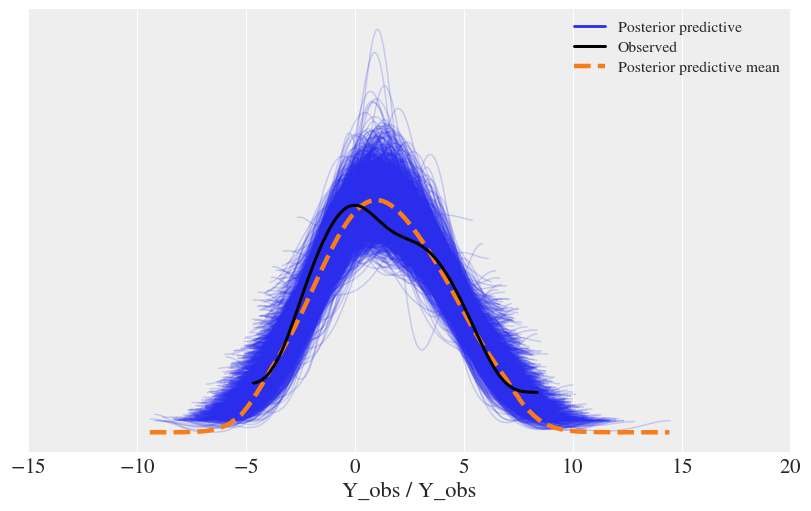 Posterior predictive
Observed
Posterior predictive mean
−15 −10 −5 0 5 10 15 20
Y_obs / Y_obs